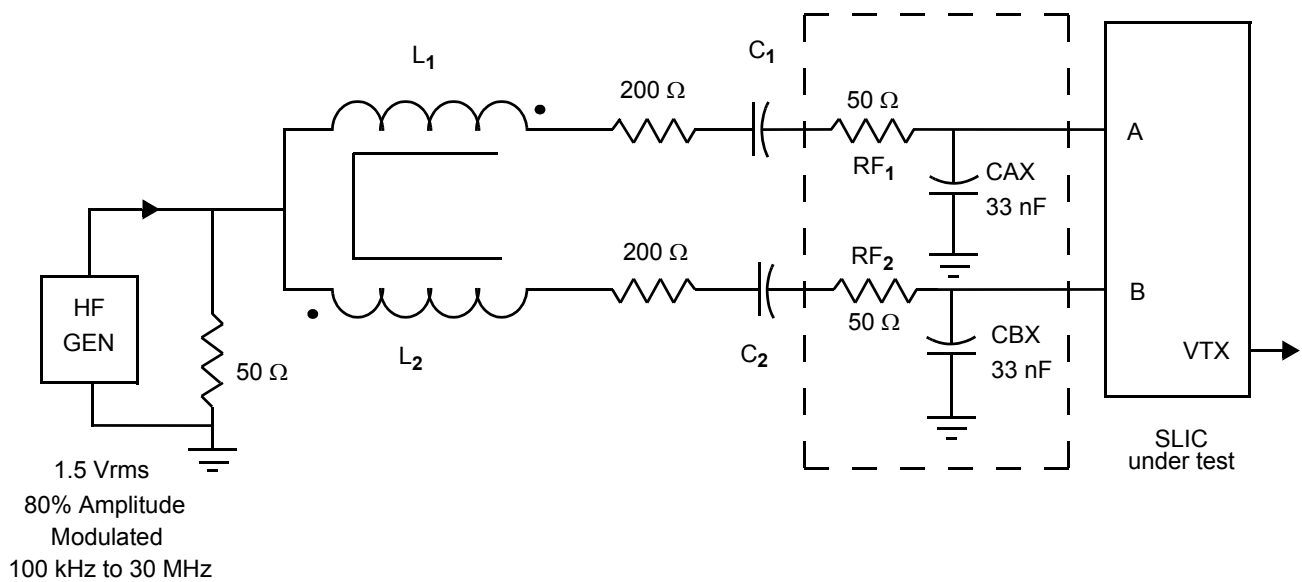 L1
C1
200 Ω
50 Ω
RF1
A
CAX
33 nF
HF
GEN
50 Ω
L2
200 Ω
C2
RF2
50 Ω
B
CBX
33 nF
VTX
SLIC
under test
1.5 Vrms
80% Amplitude
Modulated
100 kHz to 30 MHz